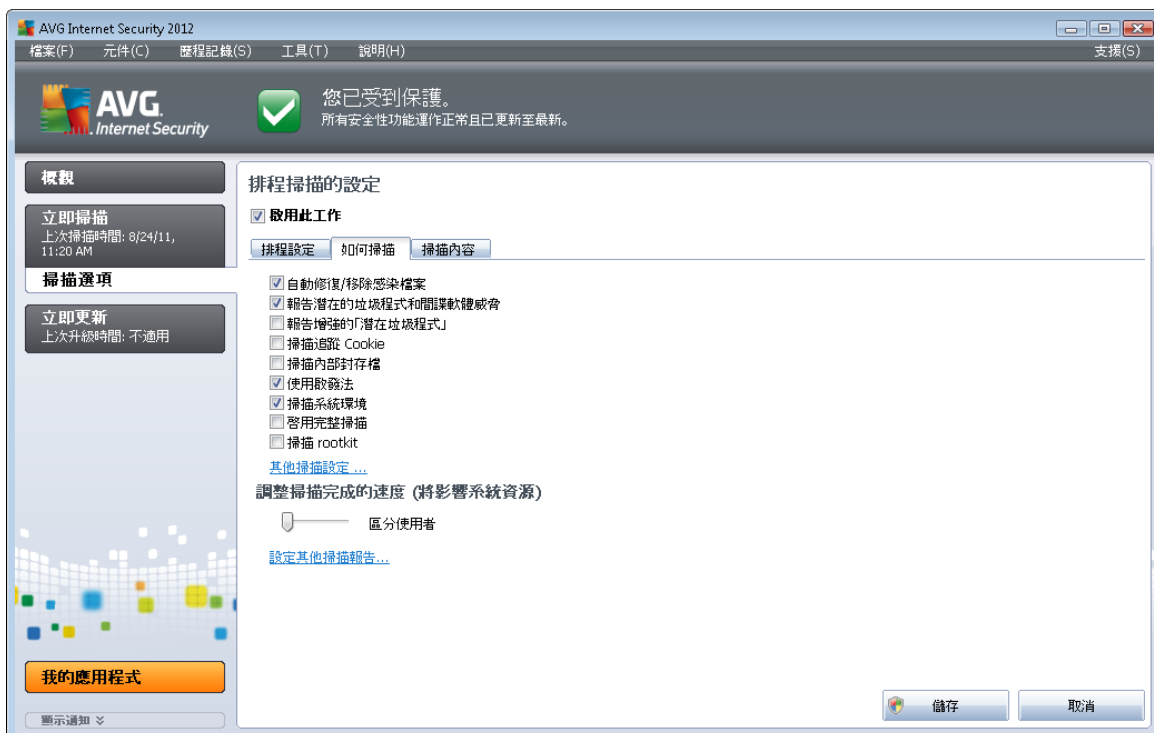 AVG Internet Security 2012
檔案(F) 元件(C) 歷程記錄(S) 工具(T) 說明(H) 支援(S)
AVG.
Internet Security
您已受到保護。
所有安全性功能運作正常且已更新至最新。
概觀
立即掃描
上次掃描時間: 8/24/11,
11:20 AM
掃描選項
立即更新
上次升級時間: 不適用
我的應用程式
顯示通知
排程掃描的設定
啟用此工作
排程設定 如何掃描 掃描內容
自動修復/移除感染檔案
報告潛在的垃圾程式和間諜軟體威脅
報告增強的「潛在垃圾程式」
掃描追蹤 Cookie
掃描內部封存檔
使用啟發法
掃描系統環境
啓用完整掃描
掃描 rootkit
其他掃描設定 ...
調整掃描完成的速度 (將影響系統資源)
區分使用者
設定其他掃描報告...
儲存 取消